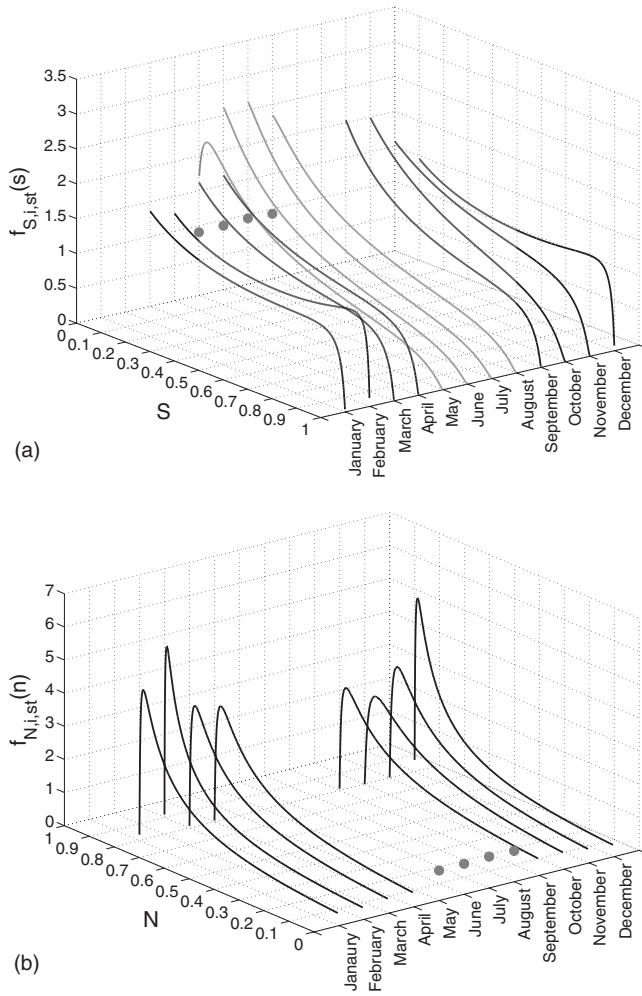 3.5
3
2.5
2
1.5
1
0.5
0
f_{S,i,st}(s)
0
0.1
0.2
0.3
0.4
0.5
0.6
0.7
0.8
0.9
1
S
January
February
March
April
May
June
July
August
September
October
November
December
(a)
7
6
5
4
3
2
1
0
f_{N,i,st}(n)
1
0.9
0.8
0.7
0.6
0.5
0.4
0.3
0.2
0.1
0
N
Janaury
February
March
April
May
June
July
August
September
October
November
December
(b)